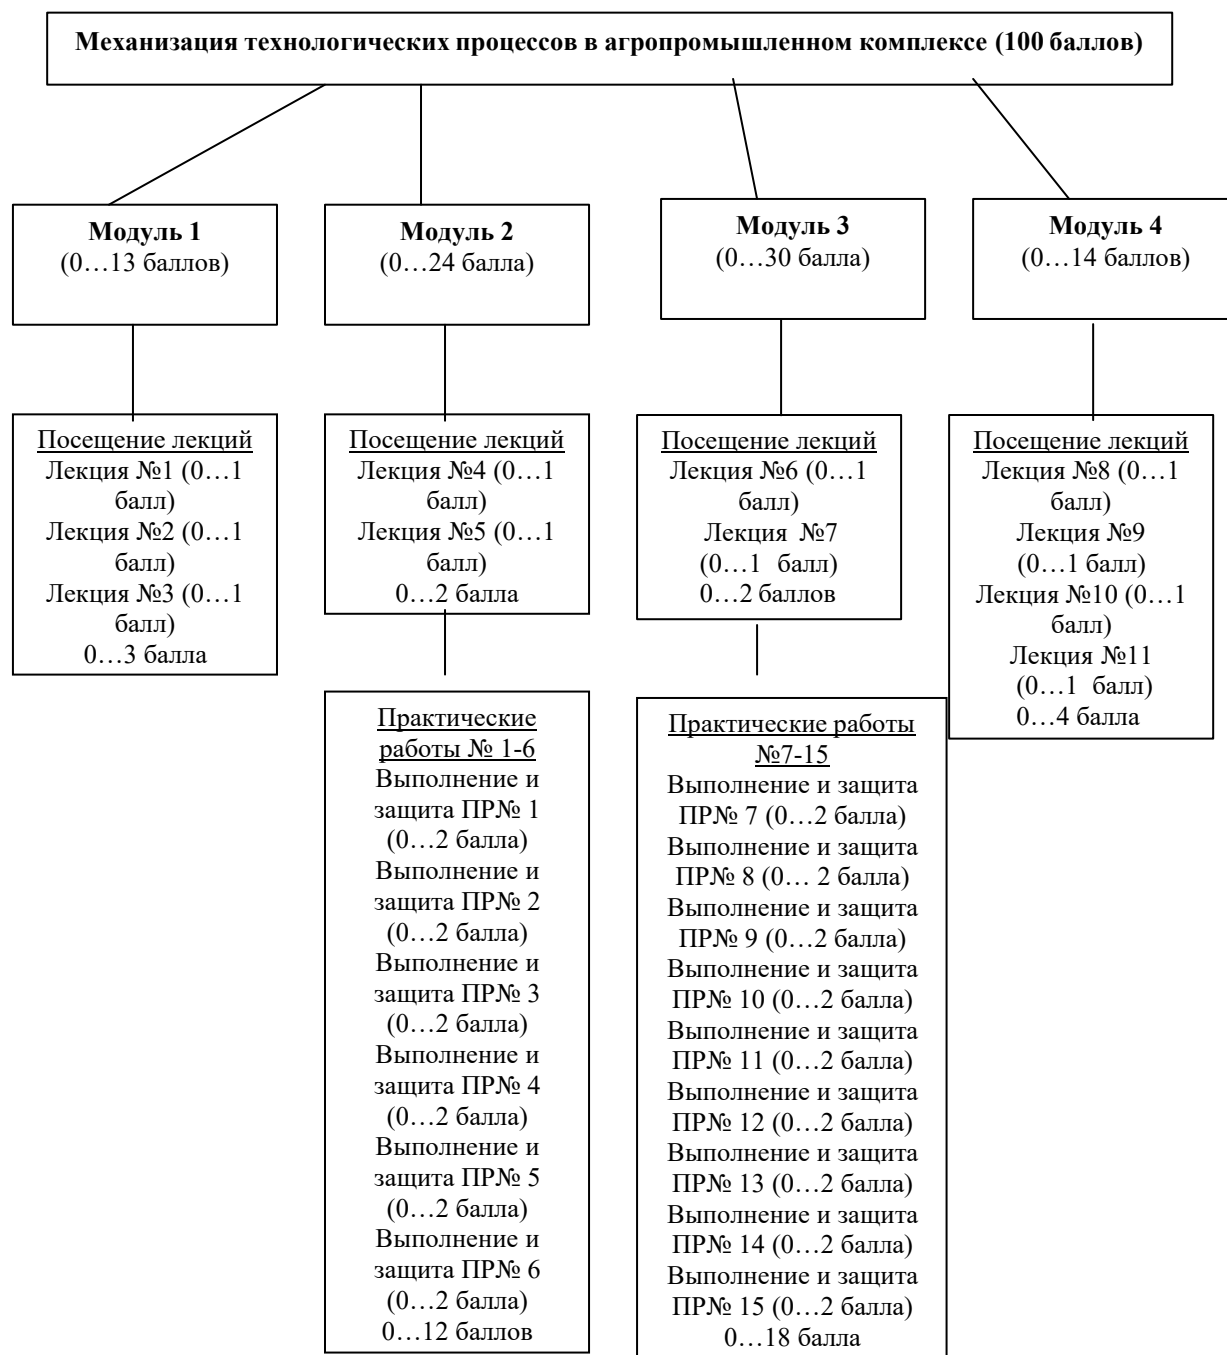 Механизация технологических процессов в агропромышленном комплексе (100 баллов)
Модуль 1
(0…13 баллов)
Модуль 2
(0…24 балла)
Модуль 3
(0…30 балла)
Модуль 4
(0…14 баллов)
Посещение лекций
Лекция №1 (0…1
балл)
Лекция №2 (0…1
балл)
Лекция №3 (0…1
балл)
0…3 балла
Посещение лекций
Лекция №4 (0…1
балл)
Лекция №5 (0…1
балл)
0…2 балла
Посещение лекций
Лекция №6 (0…1
балл)
Лекция №7
(0…1 балл)
0…2 баллов
Посещение лекций
Лекция №8 (0…1
балл)
Лекция №9
(0…1 балл)
Лекция №10 (0…1
балл)
Лекция №11
(0…1 балл)
0…4 балла
Практические
работы № 1-6
Выполнение и
защита ПР№ 1
(0…2 балла)
Выполнение и
защита ПР№ 2
(0…2 балла)
Выполнение и
защита ПР№ 3
(0…2 балла)
Выполнение и
защита ПР№ 4
(0…2 балла)
Выполнение и
защита ПР№ 5
(0…2 балла)
Выполнение и
защита ПР№ 6
(0…2 балла)
0…12 баллов
Практические работы
№7-15
Выполнение и защита
ПР№ 7 (0…2 балла)
Выполнение и защита
ПР№ 8 (0… 2 балла)
Выполнение и защита
ПР№ 9 (0…2 балла)
Выполнение и защита
ПР№ 10 (0…2 балла)
Выполнение и защита
ПР№ 11 (0…2 балла)
Выполнение и защита
ПР№ 12 (0…2 балла)
Выполнение и защита
ПР№ 13 (0…2 балла)
Выполнение и защита
ПР№ 14 (0…2 балла)
Выполнение и защита
ПР№ 15 (0…2 балла)
0…18 балла